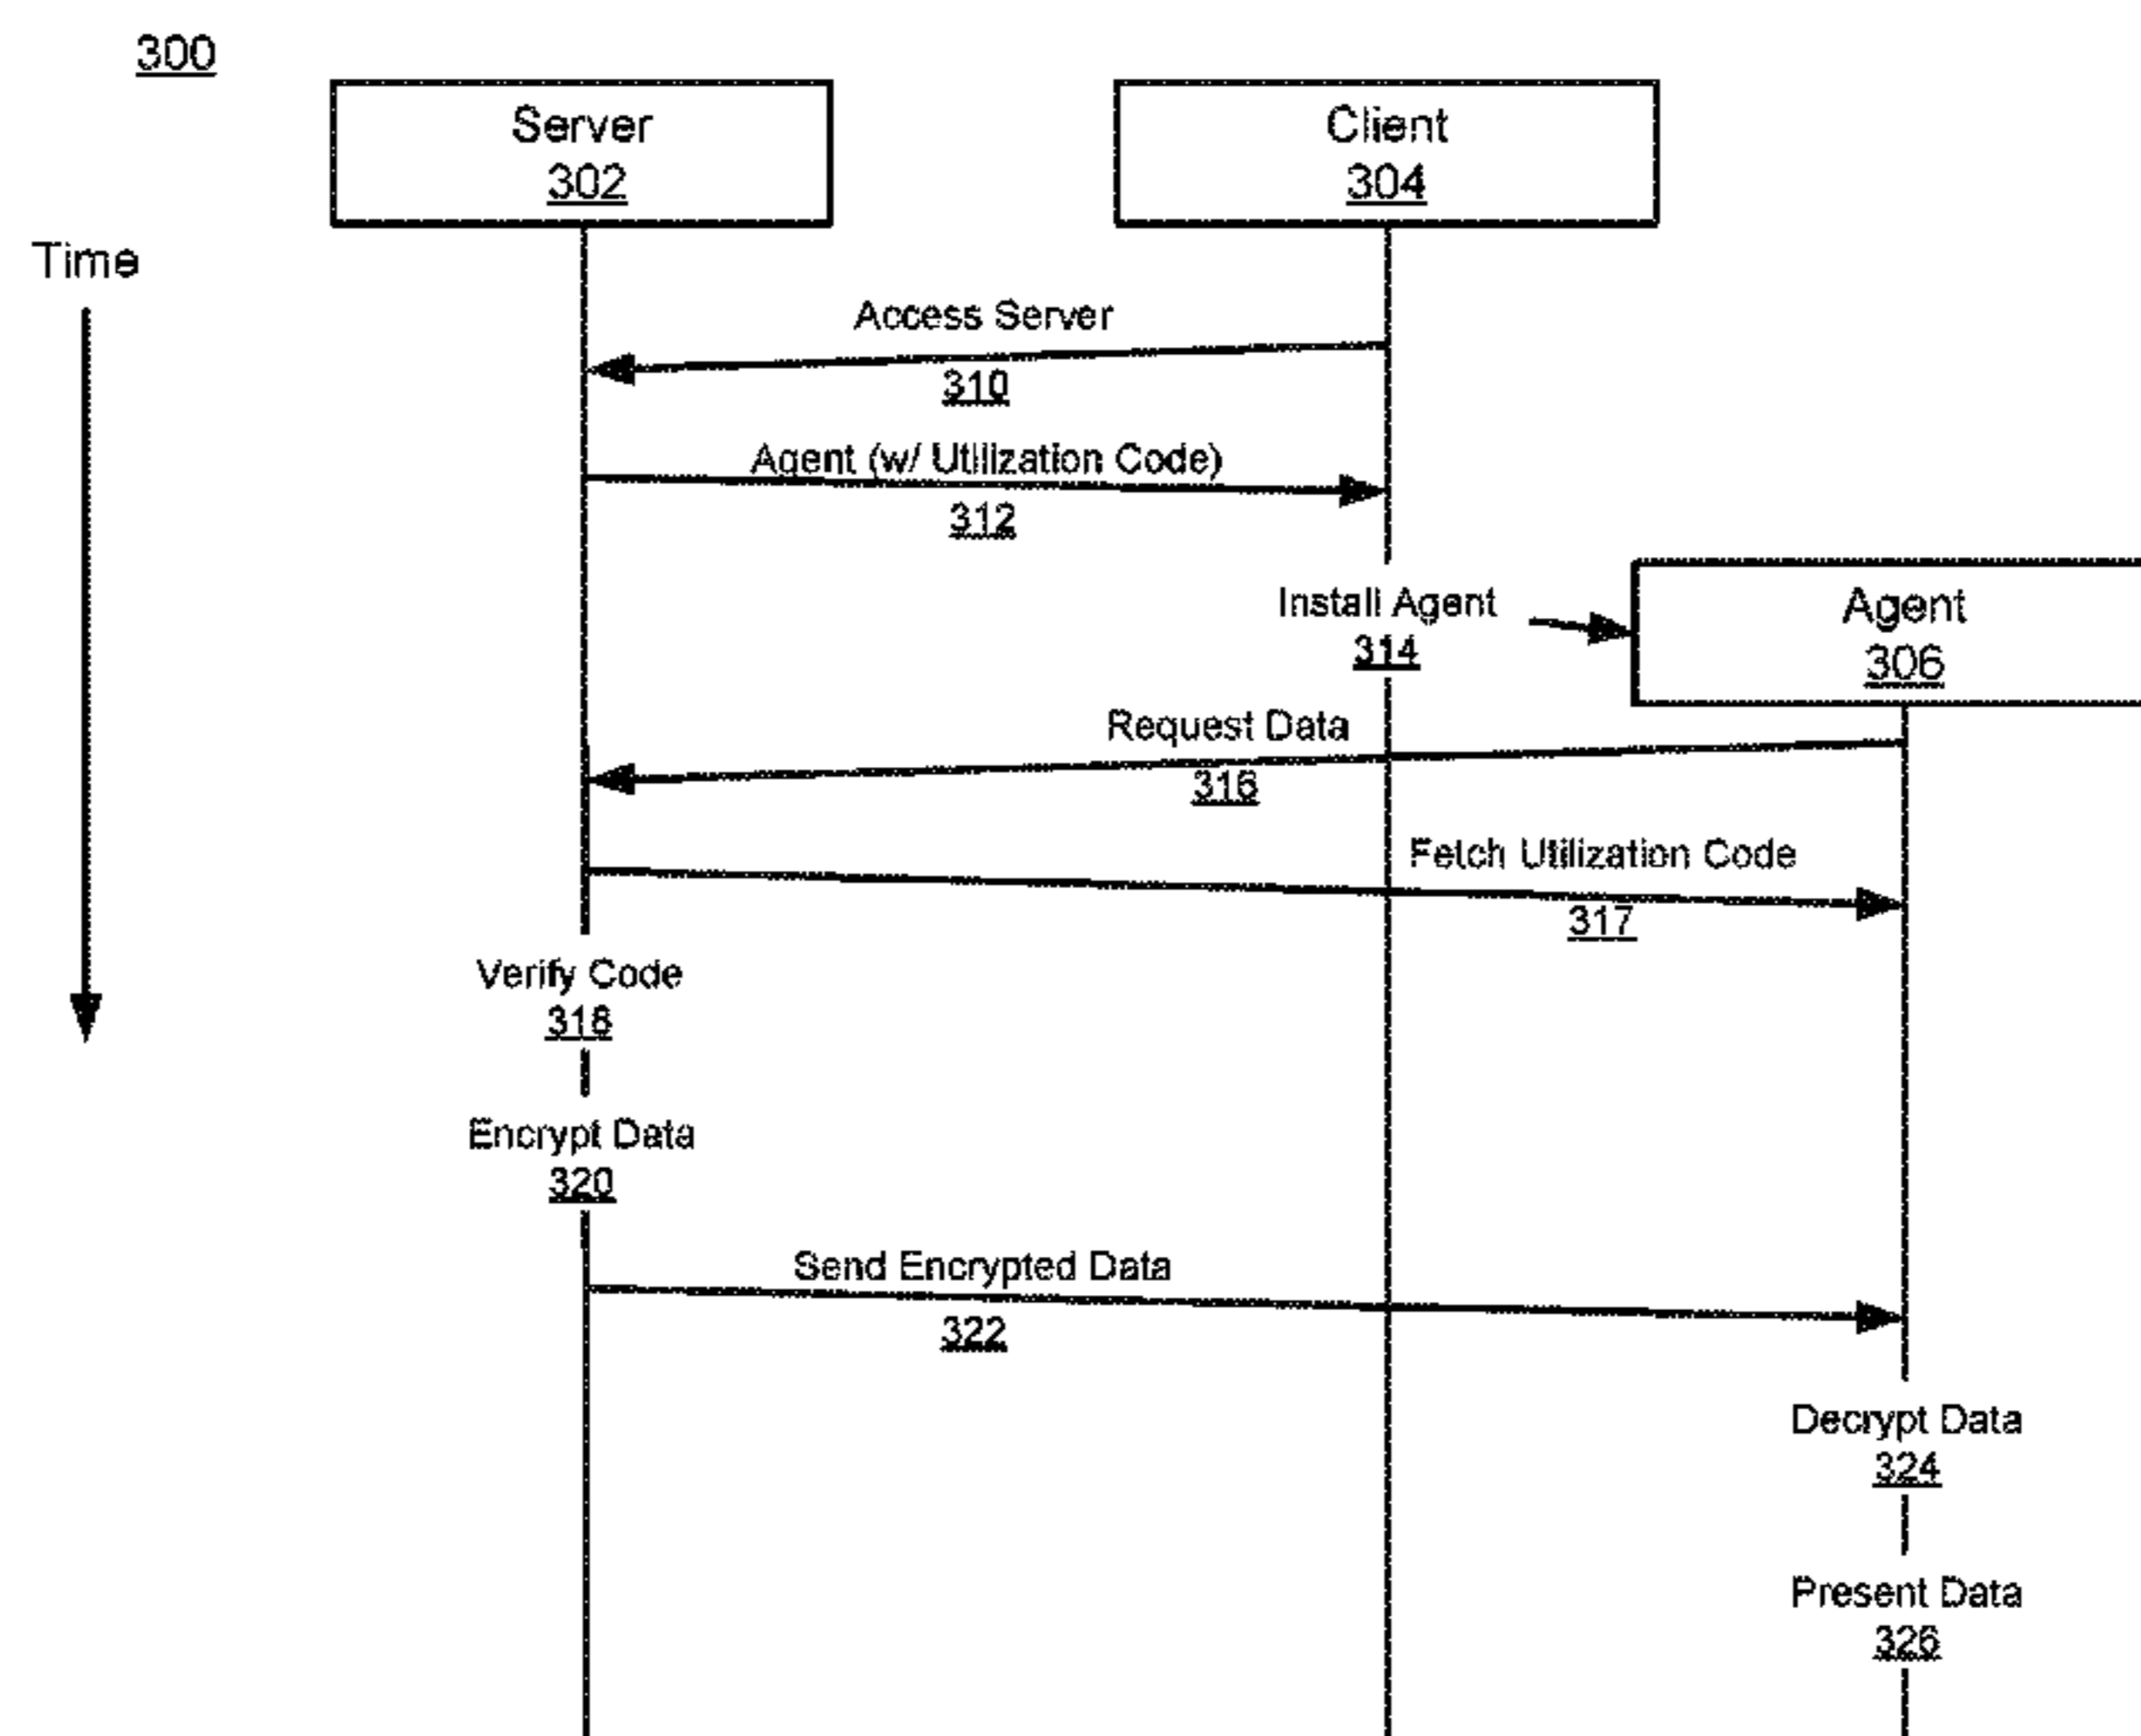 300
Server
302
Client
304
Time
Access Server
310
Agent (w/ Utilization Code)
312
Install Agent
314
Agent
306
Request Data
316
Fetch Utilization Code
317
Verify Code
318
Encrypt Data
320
Send Encrypted Data
322
Decrypt Data
324
Present Data
326